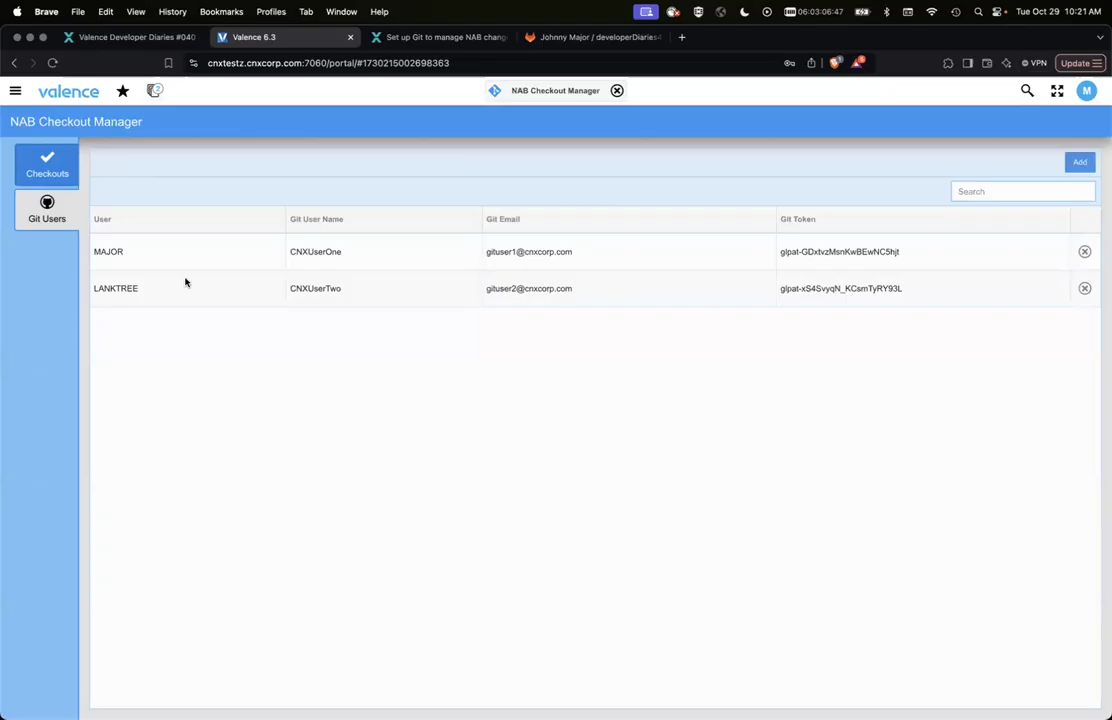 Brave File Edit View History Bookmarks Profiles Tab Window Help 06:03:06:47 Tue Oct 29 10:21 AM
Valence Developer Diaries #040 Valence 6.3 Set up Git to manage NAB chang Johnny Major / developerDiaries4
cnxtestz.cnxcorp.com:7060/portal/#1730215002698363 VPN Update
valence NAB Checkout Manager M
NAB Checkout Manager
Checkouts
Git Users
Add
Search
User Git User Name Git Email Git Token
MAJOR CNXUserOne gituser1@cnxcorp.com glpat-GDxtvzMsnKwBEwNC5hjt
LANKTREE CNXUserTwo gituser2@cnxcorp.com glpat-xS4SvyqN_KCsmTyRY93L